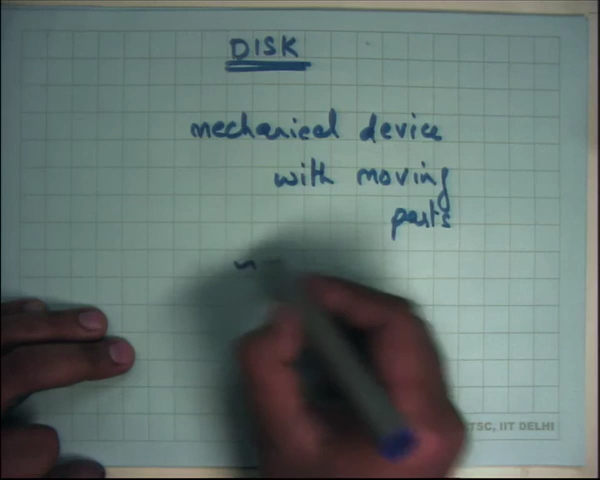 DISK
mechanical device
with moving
parts
TSC, IIT DELHI